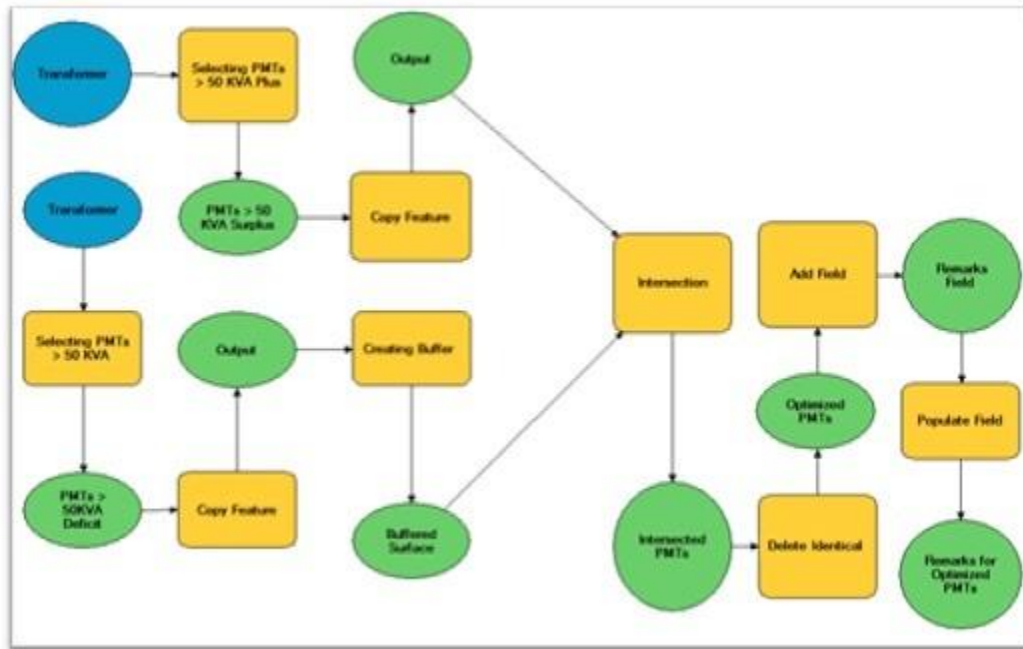 Transformer
Selecting PMTs
> 50 KVA Plus
Output
Transformer
PMTs > 50
KVA Surplus
Copy Feature
Intersection
Add Field
Remarks
Field
Selecting PMTs
> 50 KVA
Output
Creating Buffer
Optimized
PMTs
Populate Field
PMTs >
50KVA
Deficit
Copy Feature
Buffered
Surface
Intersected
PMTs
Delete Identical
Remarks for
Optimized
PMTs